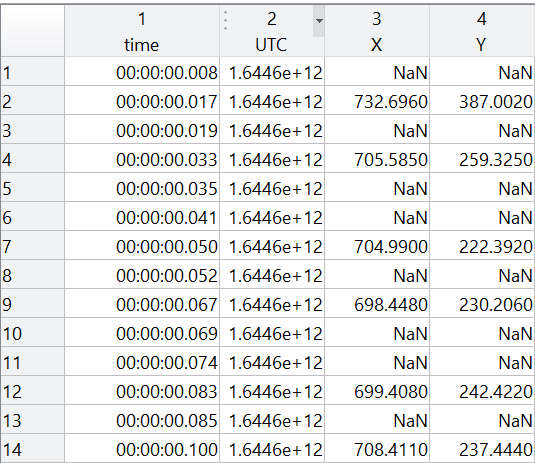 1 2 3 4
time UTC X Y
1 00:00:00.008 1.6446e+12 NaN NaN
2 00:00:00.017 1.6446e+12 732.6960 387.0020
3 00:00:00.019 1.6446e+12 NaN NaN
4 00:00:00.033 1.6446e+12 705.5850 259.3250
5 00:00:00.035 1.6446e+12 NaN NaN
6 00:00:00.041 1.6446e+12 NaN NaN
7 00:00:00.050 1.6446e+12 704.9900 222.3920
8 00:00:00.052 1.6446e+12 NaN NaN
9 00:00:00.067 1.6446e+12 698.4480 230.2060
10 00:00:00.069 1.6446e+12 NaN NaN
11 00:00:00.074 1.6446e+12 NaN NaN
12 00:00:00.083 1.6446e+12 699.4080 242.4220
13 00:00:00.085 1.6446e+12 NaN NaN
14 00:00:00.100 1.6446e+12 708.4110 237.4440